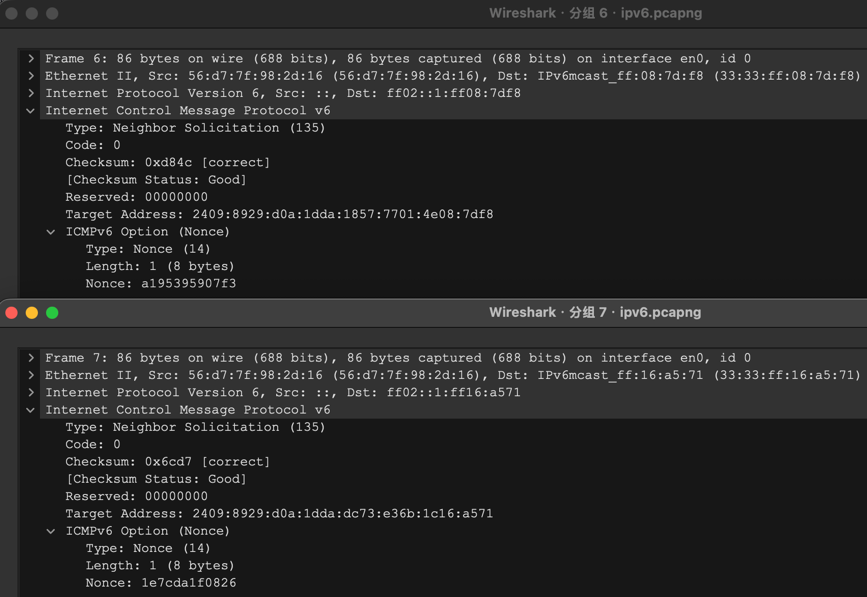 Wireshark · 分组 6 · ipv6.pcapng
Frame 6: 86 bytes on wire (688 bits), 86 bytes captured (688 bits) on interface en0, id 0
Ethernet II, Src: 56:d7:7f:98:2d:16 (56:d7:7f:98:2d:16), Dst: IPv6mcast_ff:08:7d:f8 (33:33:ff:08:7d:f8)
Internet Protocol Version 6, Src: ::, Dst: ff02::1:ff08:7df8
Internet Control Message Protocol v6
Type: Neighbor Solicitation (135)
Code: 0
Checksum: 0xd84c [correct]
[Checksum Status: Good]
Reserved: 00000000
Target Address: 2409:8929:d0a:1dda:1857:7701:4e08:7df8
ICMPv6 Option (Nonce)
Type: Nonce (14)
Length: 1 (8 bytes)
Nonce: a195395907f3
Wireshark · 分组 7 · ipv6.pcapng
Frame 7: 86 bytes on wire (688 bits), 86 bytes captured (688 bits) on interface en0, id 0
Ethernet II, Src: 56:d7:7f:98:2d:16 (56:d7:7f:98:2d:16), Dst: IPv6mcast_ff:16:a5:71 (33:33:ff:16:a5:71)
Internet Protocol Version 6, Src: ::, Dst: ff02::1:ff16:a571
Internet Control Message Protocol v6
Type: Neighbor Solicitation (135)
Code: 0
Checksum: 0x6cd7 [correct]
[Checksum Status: Good]
Reserved: 00000000
Target Address: 2409:8929:d0a:1dda:dc73:e36b:1c16:a571
ICMPv6 Option (Nonce)
Type: Nonce (14)
Length: 1 (8 bytes)
Nonce: 1e7cda1f0826